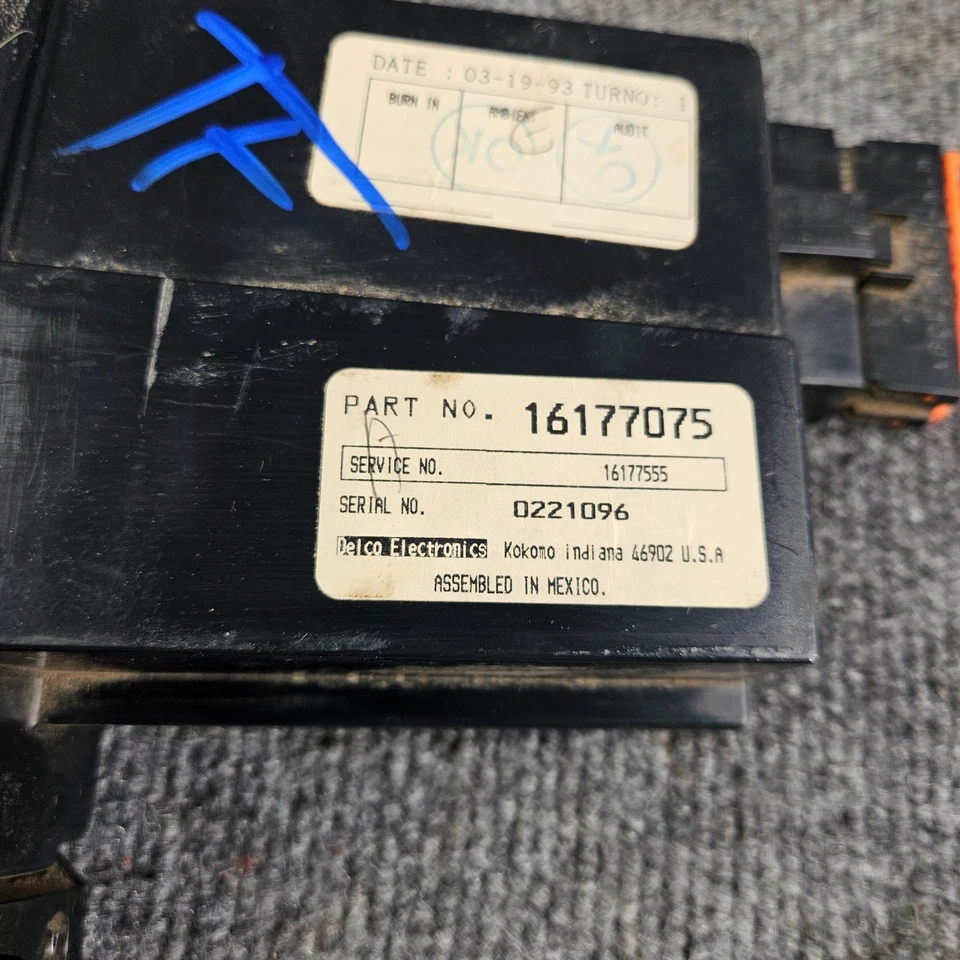 DATE : 03-19-93 TURNO: 1
BURN IN AMBIENT AUDIT
OK
PART NO. 16177075
SERVICE NO. 16177555
SERIAL NO. 0221096
Delco Electronics Kokomo indiana 46902 U.S.A
ASSEMBLED IN MEXICO.